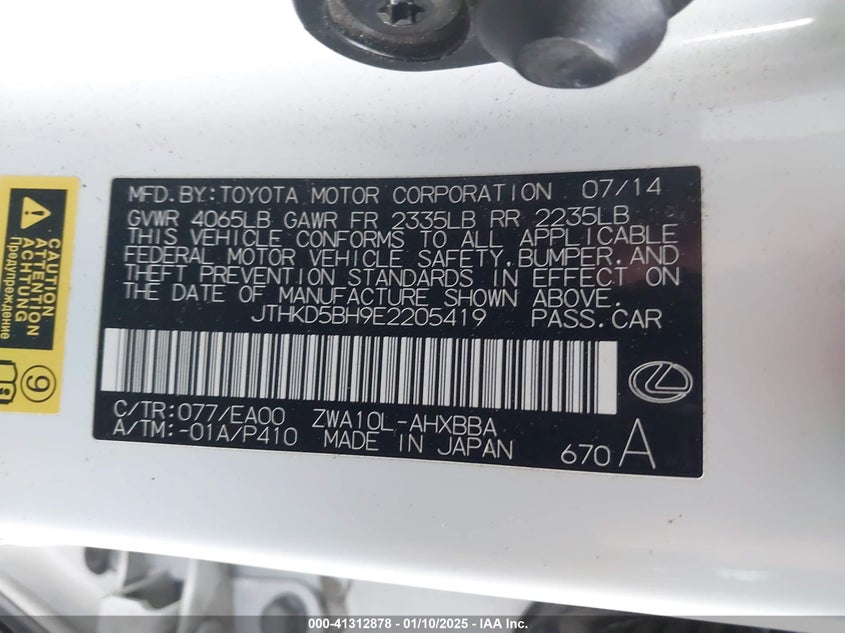 MFD.BY:TOYOTA MOTOR CORPORATION 07/14
GVWR 4065LB GAWR FR 2335LB RR 2235LB
THIS VEHICLE CONFORMS TO ALL APPLICABLE
FEDERAL MOTOR VEHICLE SAFETY,BUMPER,AND
THEFT PREVENTION STANDARDS IN EFFECT ON
THE DATE OF MANUFACTURE SHOWN ABOVE.
JTHKD5BH9E2205419 PASS.CAR
C/TR:077/EA00 ZWA10L-AHXBBA
A/TM:-01A/P410 MADE IN JAPAN 670 A
CAUTION
ATTENTION
ACHTUNG
Предупреждение
9
000-41312878 - 01/10/2025 - IAA Inc.